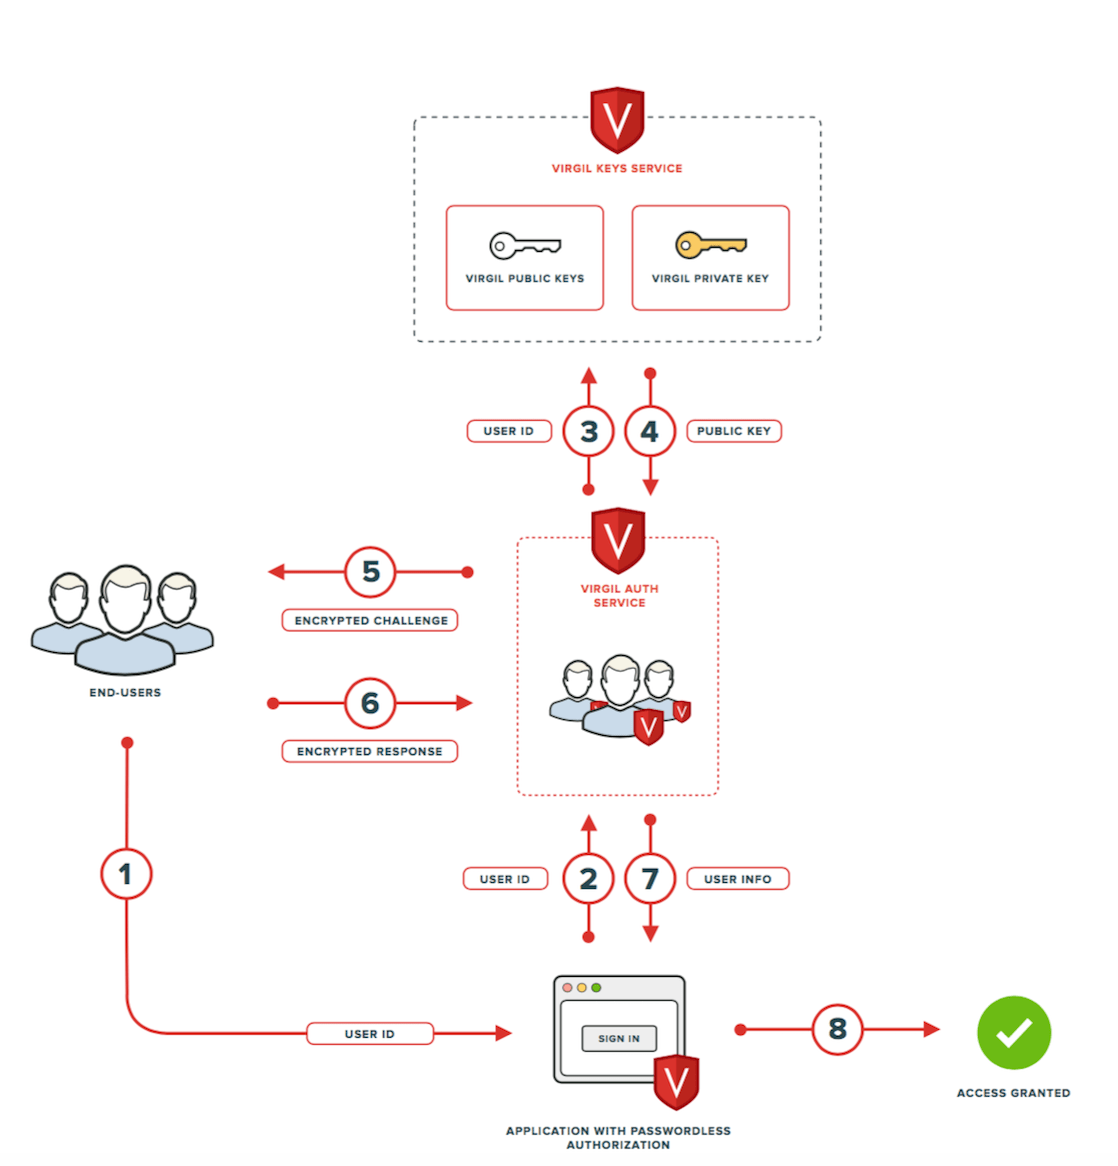 V
VIRGIL KEYS SERVICE
VIRGIL PUBLIC KEYS
VIRGIL PRIVATE KEY
USER ID
3
4
PUBLIC KEY
V
VIRGIL AUTH
SERVICE
5
ENCRYPTED CHALLENGE
END-USERS
6
ENCRYPTED RESPONSE
V
V
1
USER ID
2
7
USER INFO
USER ID
SIGN IN
V
8
ACCESS GRANTED
APPLICATION WITH PASSWORDLESS
AUTHORIZATION